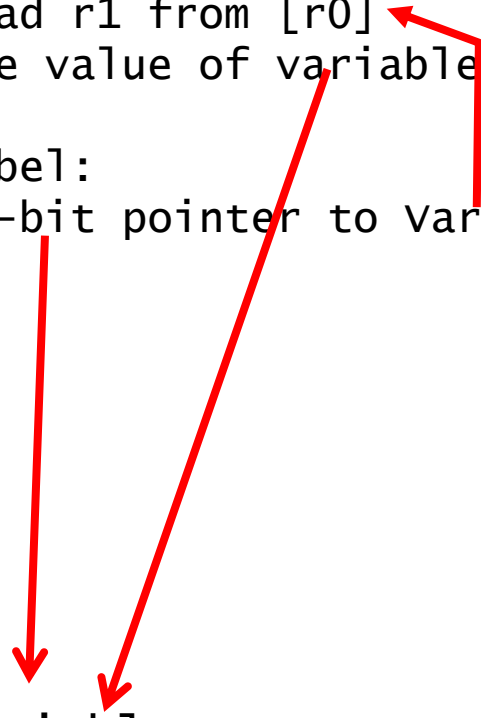 ad r1 from [r0]
e value of variable
bel:
-bit pointer to Var